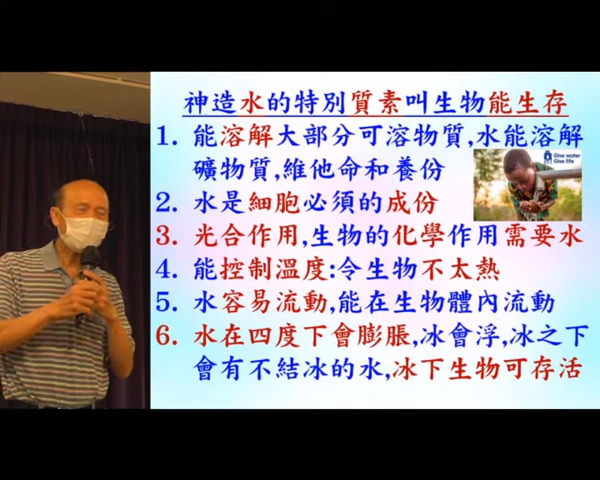 神造水的特別質素叫生物能生存
1. 能溶解大部分可溶物質,水能溶解
礦物質,維他命和養份
Give water
Give life
2. 水是細胞必須的成份
3. 光合作用,生物的化學作用需要水
4. 能控制溫度:令生物不太熱
5. 水容易流動,能在生物體內流動
6. 水在四度下會膨脹,冰會浮,冰之下
會有不結冰的水,冰下生物可存活